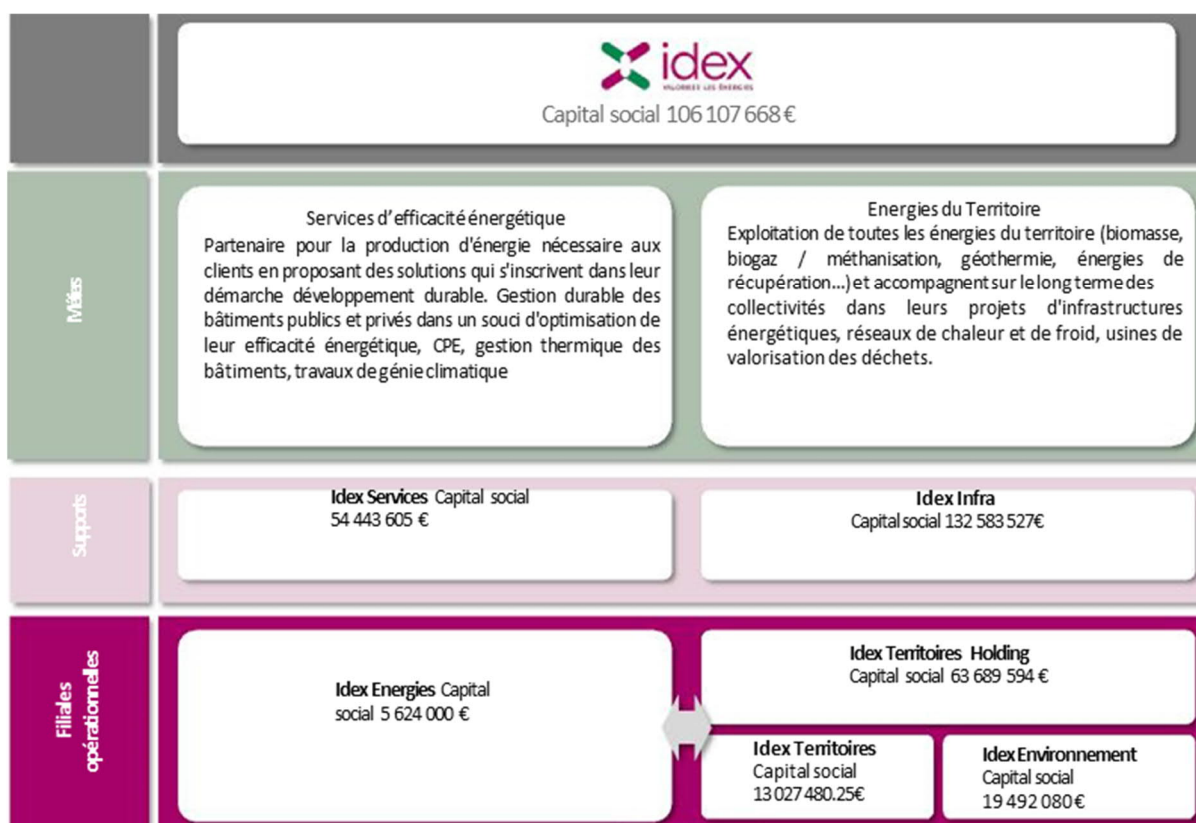 idex
VALORISER LES ÉNERGIES
Capital social 106 107 668 €
Métiers
Services d’efficacité énergétique
Partenaire pour la production d'énergie nécessaire aux
clients en proposant des solutions qui s'inscrivent dans leur
démarche développement durable. Gestion durable des
bâtiments publics et privés dans un souci d'optimisation de
leur efficacité énergétique, CPE, gestion thermique des
bâtiments, travaux de génie climatique
Energies du Territoire
Exploitation de toutes les énergies du territoire (biomasse,
biogaz / méthanisation, géothermie, énergies de
récupération...) et accompagnent sur le long terme des
collectivités dans leurs projets d'infrastructures
énergétiques, réseaux de chaleur et de froid, usines de
valorisation des déchets.
Supports
Idex Services Capital social
54 443 605 €
Idex Infra
Capital social 132 583 527€
Filiales
opérationnelles
Idex Energies Capital
social 5 624 000 €
Idex Territoires Holding
Capital social 63 689 594 €
Idex Territoires
Capital social
13 027 480.25€
Idex Environnement
Capital social
19 492 080€